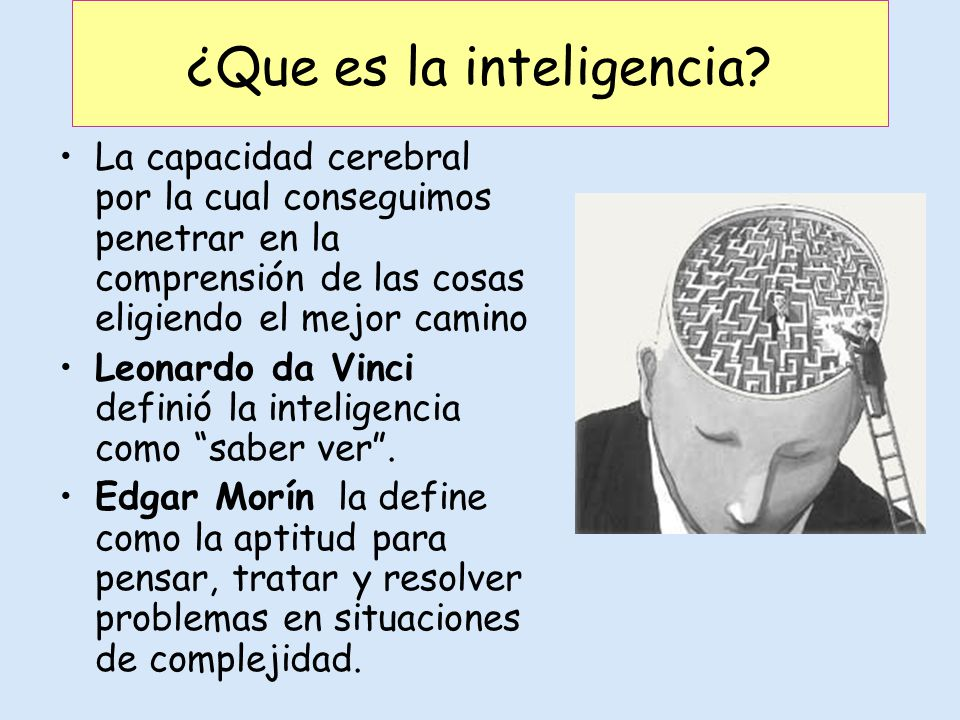 ¿Que es la inteligencia?
• La capacidad cerebral
por la cual conseguimos
penetrar en la
comprensión de las cosas
eligiendo el mejor camino
• Leonardo da Vinci
definió la inteligencia
como “saber ver”.
• Edgar Morín la define
como la aptitud para
pensar, tratar y resolver
problemas en situaciones
de complejidad.